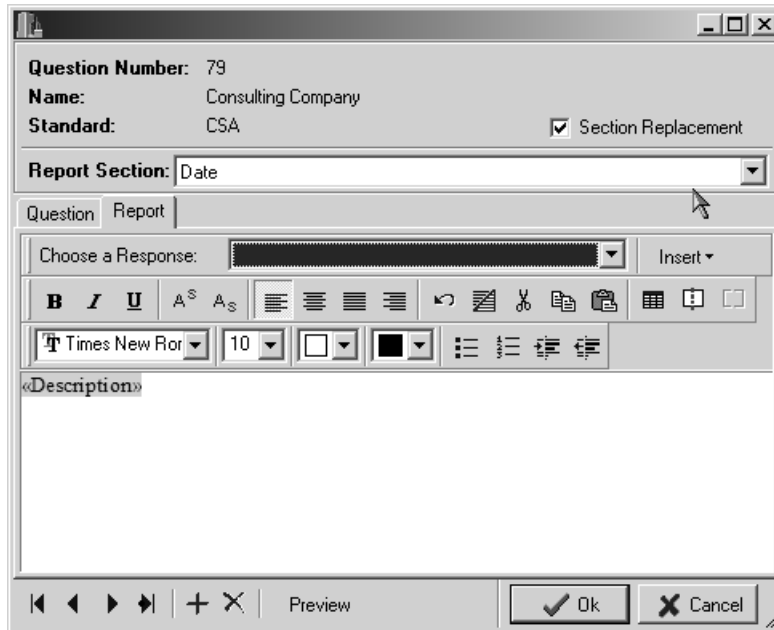 Question Number: 79
Name: Consulting Company
Standard: CSA
Section Replacement
Report Section: Date
Question Report
Choose a Response: Insert
B I U A S A S
Times New Ror 10
«Description»
Preview Ok Cancel